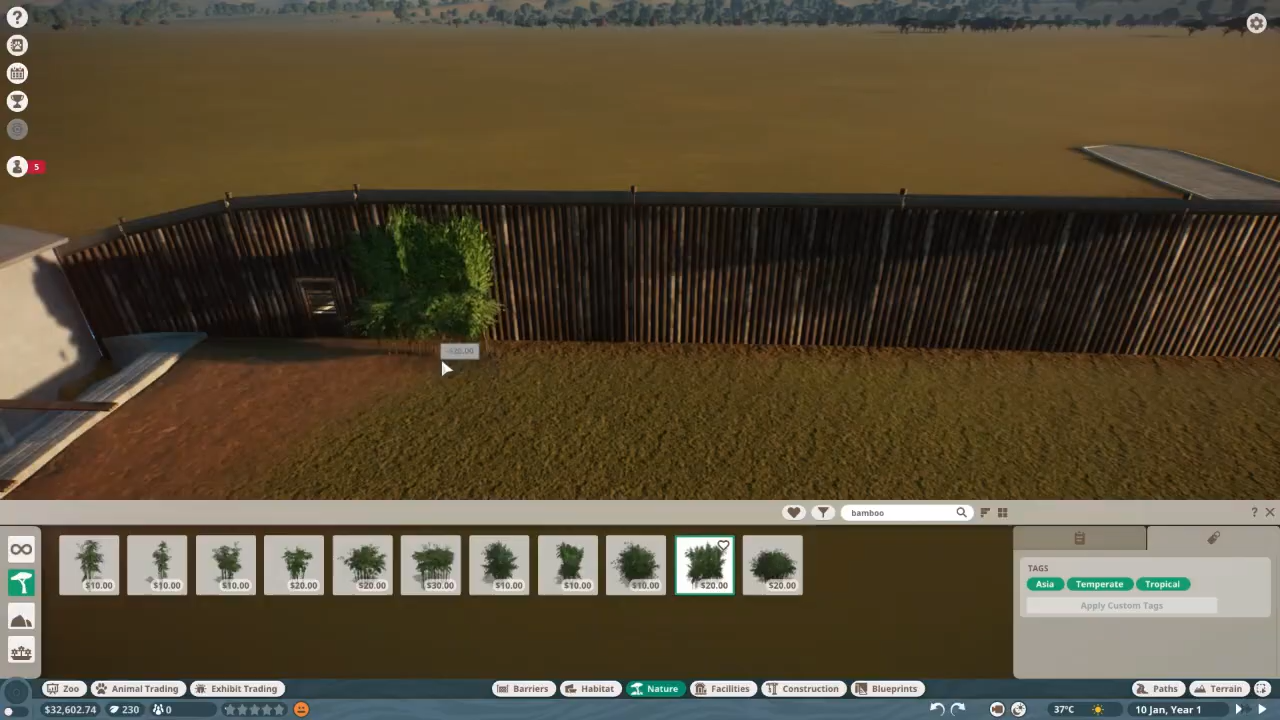 ?
5
bamboo
?
$10.00 $10.00 $10.00 $20.00 $20.00 $30.00 $10.00 $10.00 $10.00 $20.00 $20.00
TAGS
Asia Temperate Tropical
Apply Custom Tags
Zoo Animal Trading Exhibit Trading Barriers Habitat Nature Facilities Construction Blueprints Paths Terrain
$32,602.74 230 0 37°C 10 Jan, Year 1